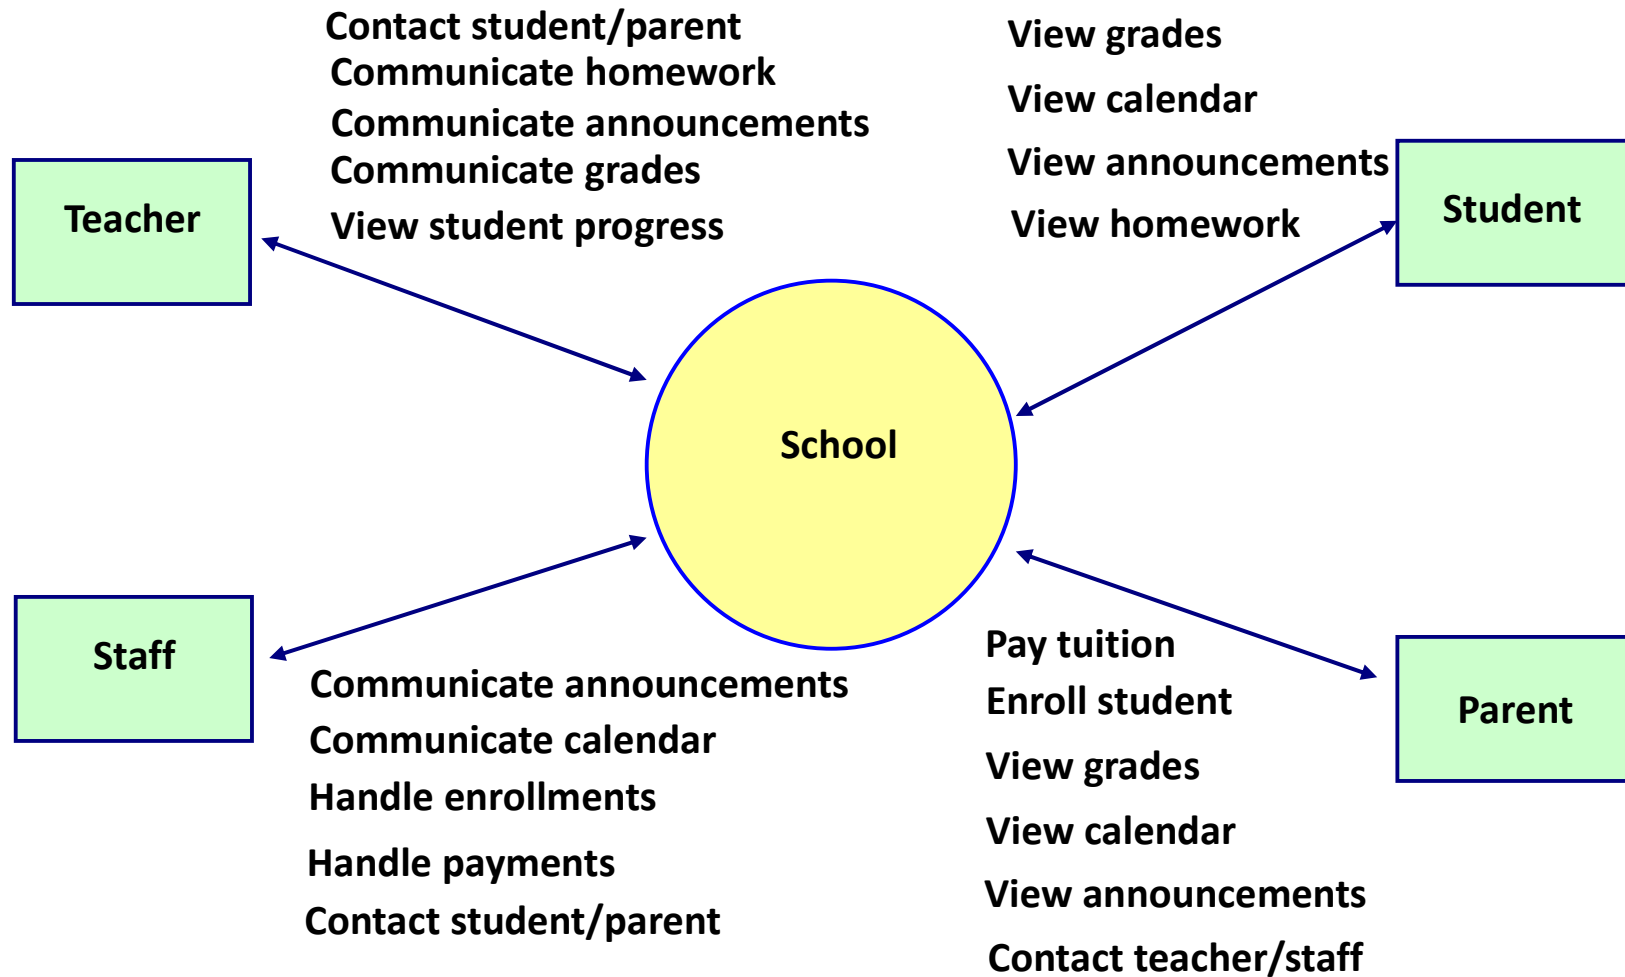 Contact student/parent
Communicate homework
Communicate announcements
Communicate grades
View student progress
View grades
View calendar
View announcements
View homework
Teacher
Student
School
Staff
Communicate announcements
Communicate calendar
Handle enrollments
Handle payments
Contact student/parent
Pay tuition
Enroll student
View grades
View calendar
View announcements
Contact teacher/staff
Parent